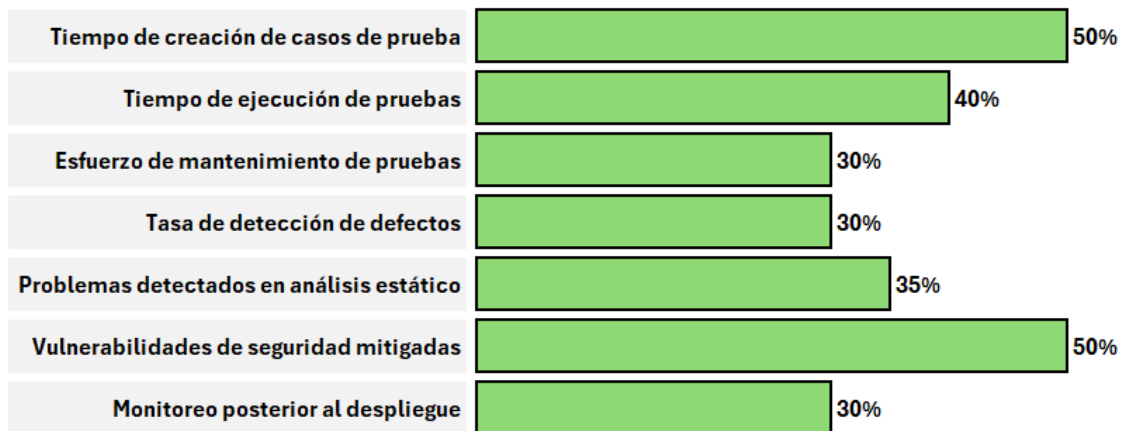 Tiempo de creación de casos de prueba 50%
Tiempo de ejecución de pruebas 40%
Esfuerzo de mantenimiento de pruebas 30%
Tasa de detección de defectos 30%
Problemas detectados en análisis estático 35%
Vulnerabilidades de seguridad mitigadas 50%
Monitoreo posterior al despliegue 30%